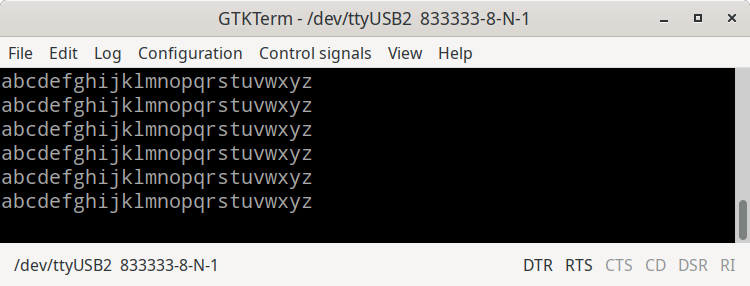 GTKTerm - /dev/ttyUSB2 833333-8-N-1
File Edit Log Configuration Control signals View Help
abcdefghijklmnopqrstuvwxyz
abcdefghijklmnopqrstuvwxyz
abcdefghijklmnopqrstuvwxyz
abcdefghijklmnopqrstuvwxyz
abcdefghijklmnopqrstuvwxyz
abcdefghijklmnopqrstuvwxyz
/dev/ttyUSB2 833333-8-N-1 DTR RTS CTS CD DSR RI